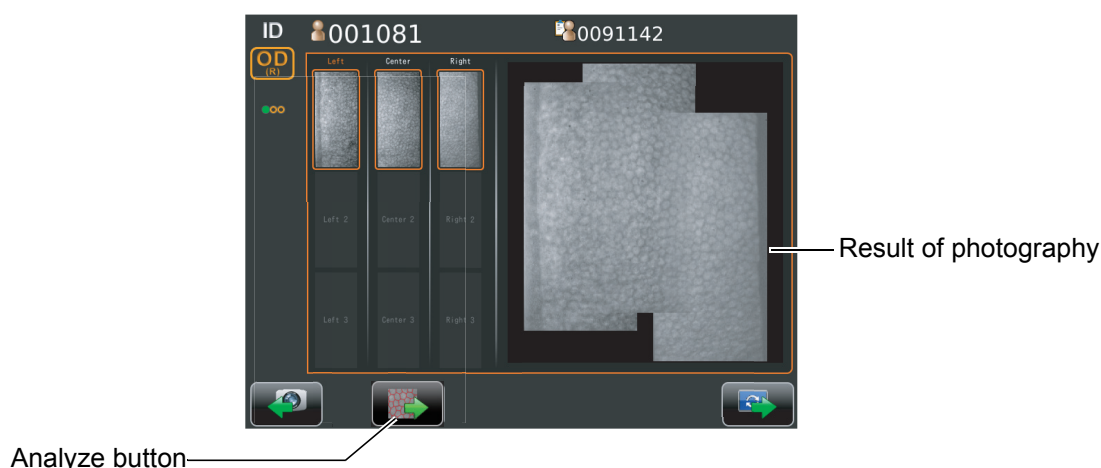 ID 001081 0091142
OD
(R)
Left Center Right
Left 2 Center 2 Right 2
Result of photography
Left 3 Center 3 Right 3
Analyze button